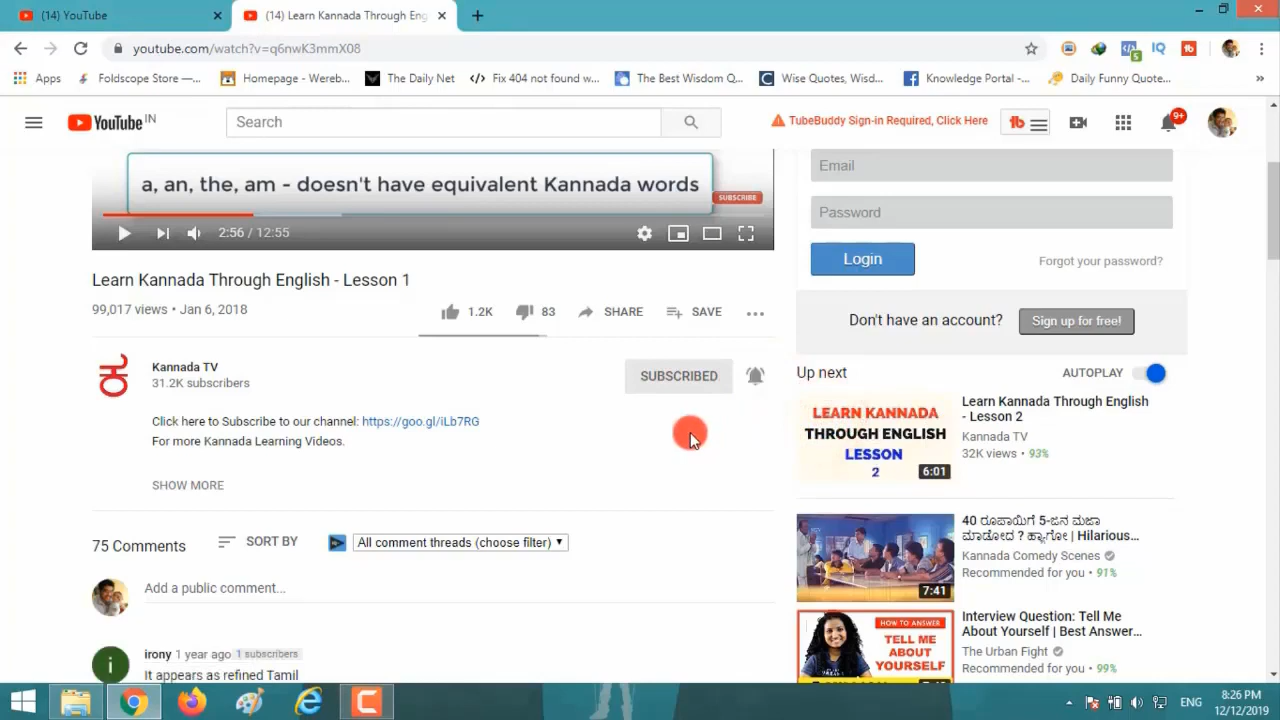 (14) YouTube
(14) Learn Kannada Through Eng
youtube.com/watch?v=q6nwK3mmX08
5
IQ
tb
Apps
Foldscope Store —...
Homepage - Wereb...
The Daily Net
Fix 404 not found w...
The Best Wisdom Q...
Wise Quotes, Wisd...
Knowledge Portal -...
Daily Funny Quote...
YouTube IN
Search
TubeBuddy Sign-in Required, Click Here
tb
9+
a, an, the, am - doesn't have equivalent Kannada words
SUBSCRIBE
2:56 / 12:55
Email
Password
Login
Forgot your password?
Don't have an account?
Sign up for free!
Learn Kannada Through English - Lesson 1
99,017 views • Jan 6, 2018
1.2K
83
SHARE
SAVE
ಕ
Kannada TV
31.2K subscribers
SUBSCRIBED
Click here to Subscribe to our channel: https://goo.gl/iLb7RG
For more Kannada Learning Videos.
SHOW MORE
75 Comments
SORT BY
All comment threads (choose filter)
Add a public comment...
i
irony 1 year ago 1 subscribers
It appears as refined Tamil
Up next
AUTOPLAY
LEARN KANNADA
THROUGH ENGLISH
LESSON
2
6:01
Learn Kannada Through English
- Lesson 2
Kannada TV
32K views • 93%
7:41
40 ರೂಪಾಯಿಗೆ 5-ಜನ ಮಜಾ
ಮಾಡೋದ ? ಹ್ಯಾಗೋ | Hilarious...
Kannada Comedy Scenes
Recommended for you • 91%
HOW TO ANSWER
TELL ME
ABOUT
YOURSELF
Interview Question: Tell Me
About Yourself | Best Answer...
The Urban Fight
Recommended for you • 99%
ENG
8:26 PM
12/12/2019